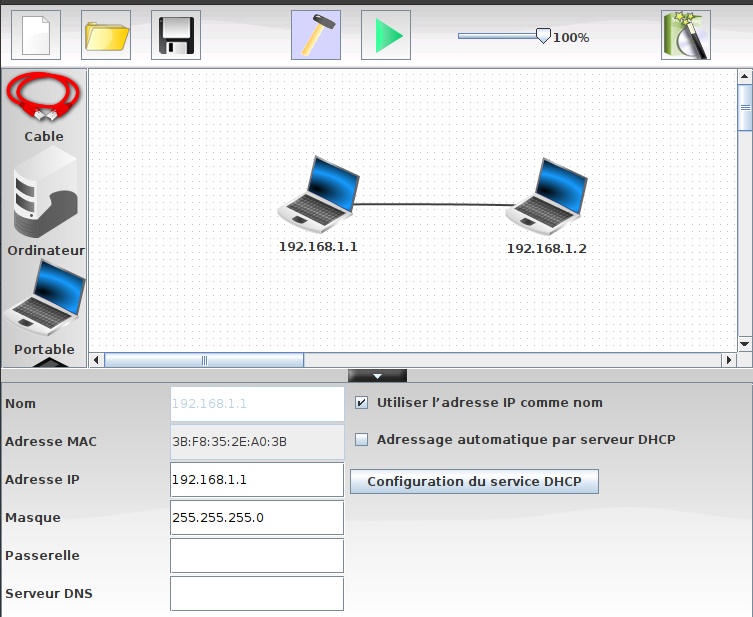 100%
Cable
Ordinateur
Portable
192.168.1.1
192.168.1.2
Nom
192.168.1.1
Utiliser l'adresse IP comme nom
Adresse MAC
3B:F8:35:2E:A0:3B
Adressage automatique par serveur DHCP
Adresse IP
192.168.1.1
Configuration du service DHCP
Masque
255.255.255.0
Passerelle
Serveur DNS